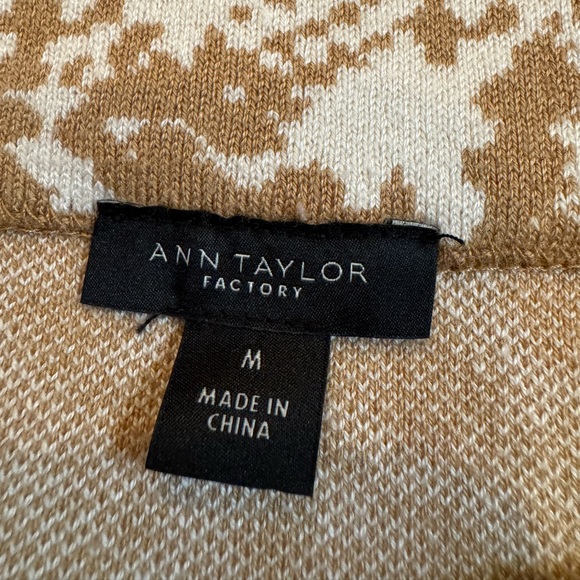 ANN TAYLOR
FACTORY
M
MADE IN
CHINA